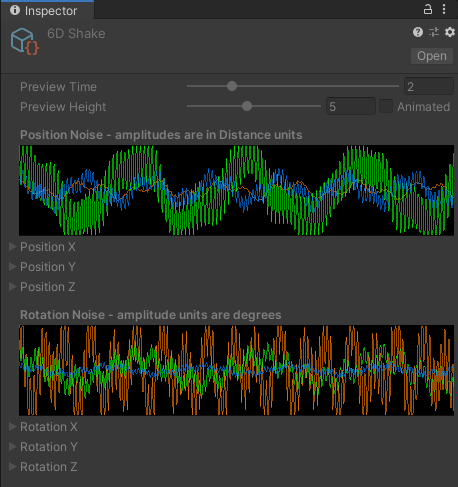 Inspector
6D Shake
Open
Preview Time 2
Preview Height 5 Animated
Position Noise - amplitudes are in Distance units
Position X
Position Y
Position Z
Rotation Noise - amplitude units are degrees
Rotation X
Rotation Y
Rotation Z